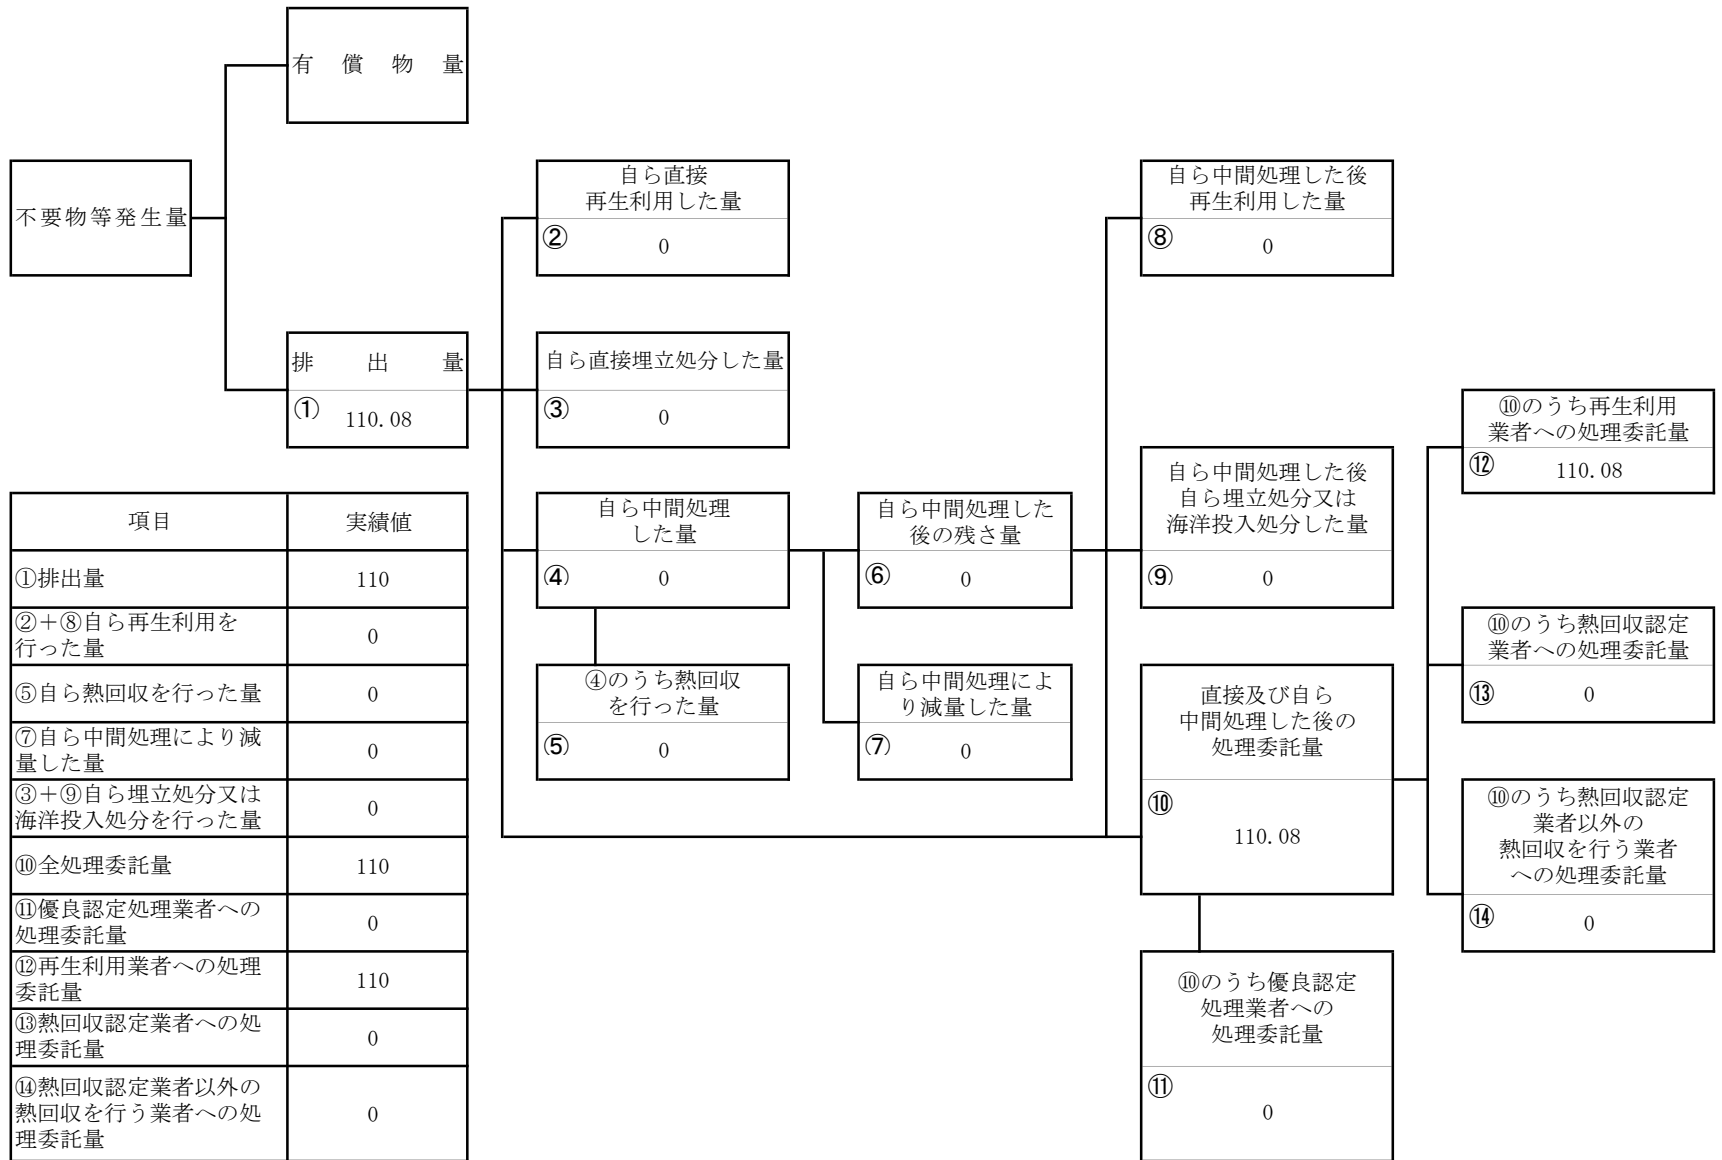 有償物量
不要物等発生量
排出量
① 110.08
自ら直接
再生利用した量
② 0
自ら直接埋立処分した量
③ 0
自ら中間処理
した量
④ 0
④のうち熱回収
を行った量
⑤ 0
自ら中間処理した
後の残さ量
⑥ 0
自ら中間処理によ
り減量した量
⑦ 0
自ら中間処理した後
再生利用した量
⑧ 0
自ら中間処理した後
自ら埋立処分又は
海洋投入処分した量
⑨ 0
直接及び自ら
中間処理した後の
処理委託量
⑩
110.08
⑩のうち優良認定
処理業者への
処理委託量
⑪
0
⑩のうち再生利用
業者への処理委託量
⑫ 110.08
⑩のうち熱回収認定
業者への処理委託量
⑬ 0
⑩のうち熱回収認定
業者以外の
熱回収を行う業者
への処理委託量
⑭ 0
項目 実績値
①排出量 110
②＋⑧自ら再生利用を
行った量 0
⑤自ら熱回収を行った量 0
⑦自ら中間処理により減
量した量 0
③＋⑨自ら埋立処分又は
海洋投入処分を行った量 0
⑩全処理委託量 110
⑪優良認定処理業者への
処理委託量 0
⑫再生利用業者への処理
委託量 110
⑬熱回収認定業者への処
理委託量 0
⑭熱回収認定業者以外の
熱回収を行う業者への処 0
理委託量